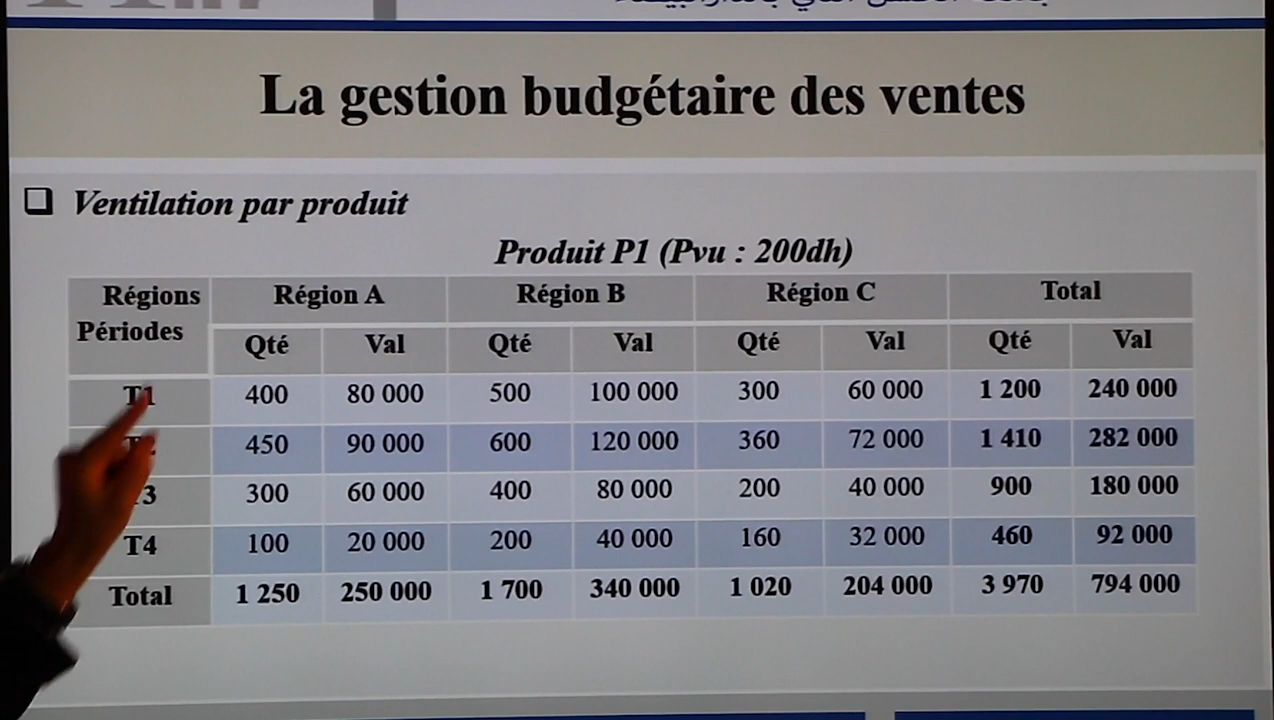 La gestion budgétaire des ventes
❑ Ventilation par produit
Produit P1 (Pvu : 200dh)
Régions Région A Région B Région C Total
Périodes Qté Val Qté Val Qté Val Qté Val
T1 400 80 000 500 100 000 300 60 000 1 200 240 000
450 90 000 600 120 000 360 72 000 1 410 282 000
3 300 60 000 400 80 000 200 40 000 900 180 000
T4 100 20 000 200 40 000 160 32 000 460 92 000
Total 1 250 250 000 1 700 340 000 1 020 204 000 3 970 794 000